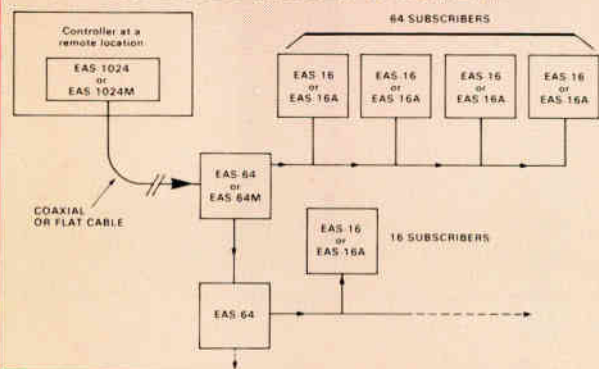 64 SUBSCRIBERS
Controller at a
remote location
EAS 1024
or
EAS 1024M
EAS 16
or
EAS 16A
EAS 16
or
EAS 16A
EAS 16
or
EAS 16A
EAS 16
or
EAS 16A
COAXIAL
OR FLAT CABLE
EAS 64
or
EAS 64M
EAS 16
or
EAS 16A
16 SUBSCRIBERS
EAS 64